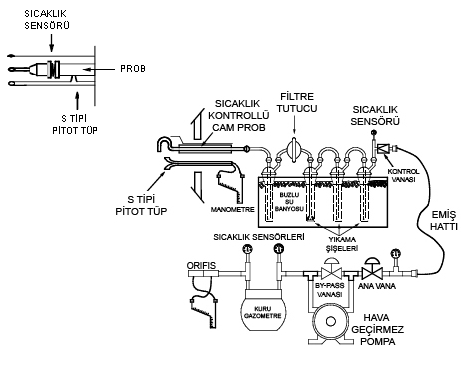 SICAKLIK
SENSÖRÜ
PROB
S TİPİ
PİTOT TÜP
SICAKLIK
KONTROLLÜ
CAM PROB
FİLTRE
TUTUCU
SICAKLIK
SENSÖRÜ
KONTROL
VANASI
S TİPİ
PİTOT TÜP
MANOMETRE
BUZLU
SU
BANYOSU
YIKAMA
ŞİŞELERİ
EMİŞ
HATTI
SICAKLIK SENSÖRLERİ
ORIFIS
KURU
GAZOMETRE
BY-PASS
VANASI
ANA VANA
HAVA
GEÇİRMEZ
POMPA